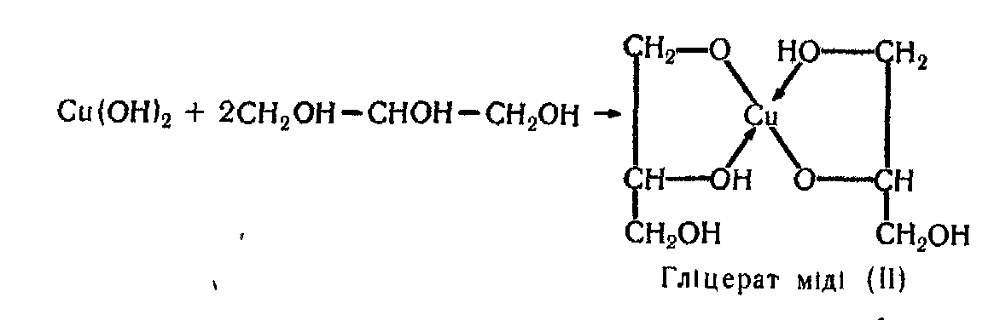 CH₂—O HO—CH₂
Cu(OH)₂ + 2CH₂OH—CHOH—CH₂OH → Cu
CH—OH O—CH
CH₂OH CH₂OH
Гліцерат міді (II)